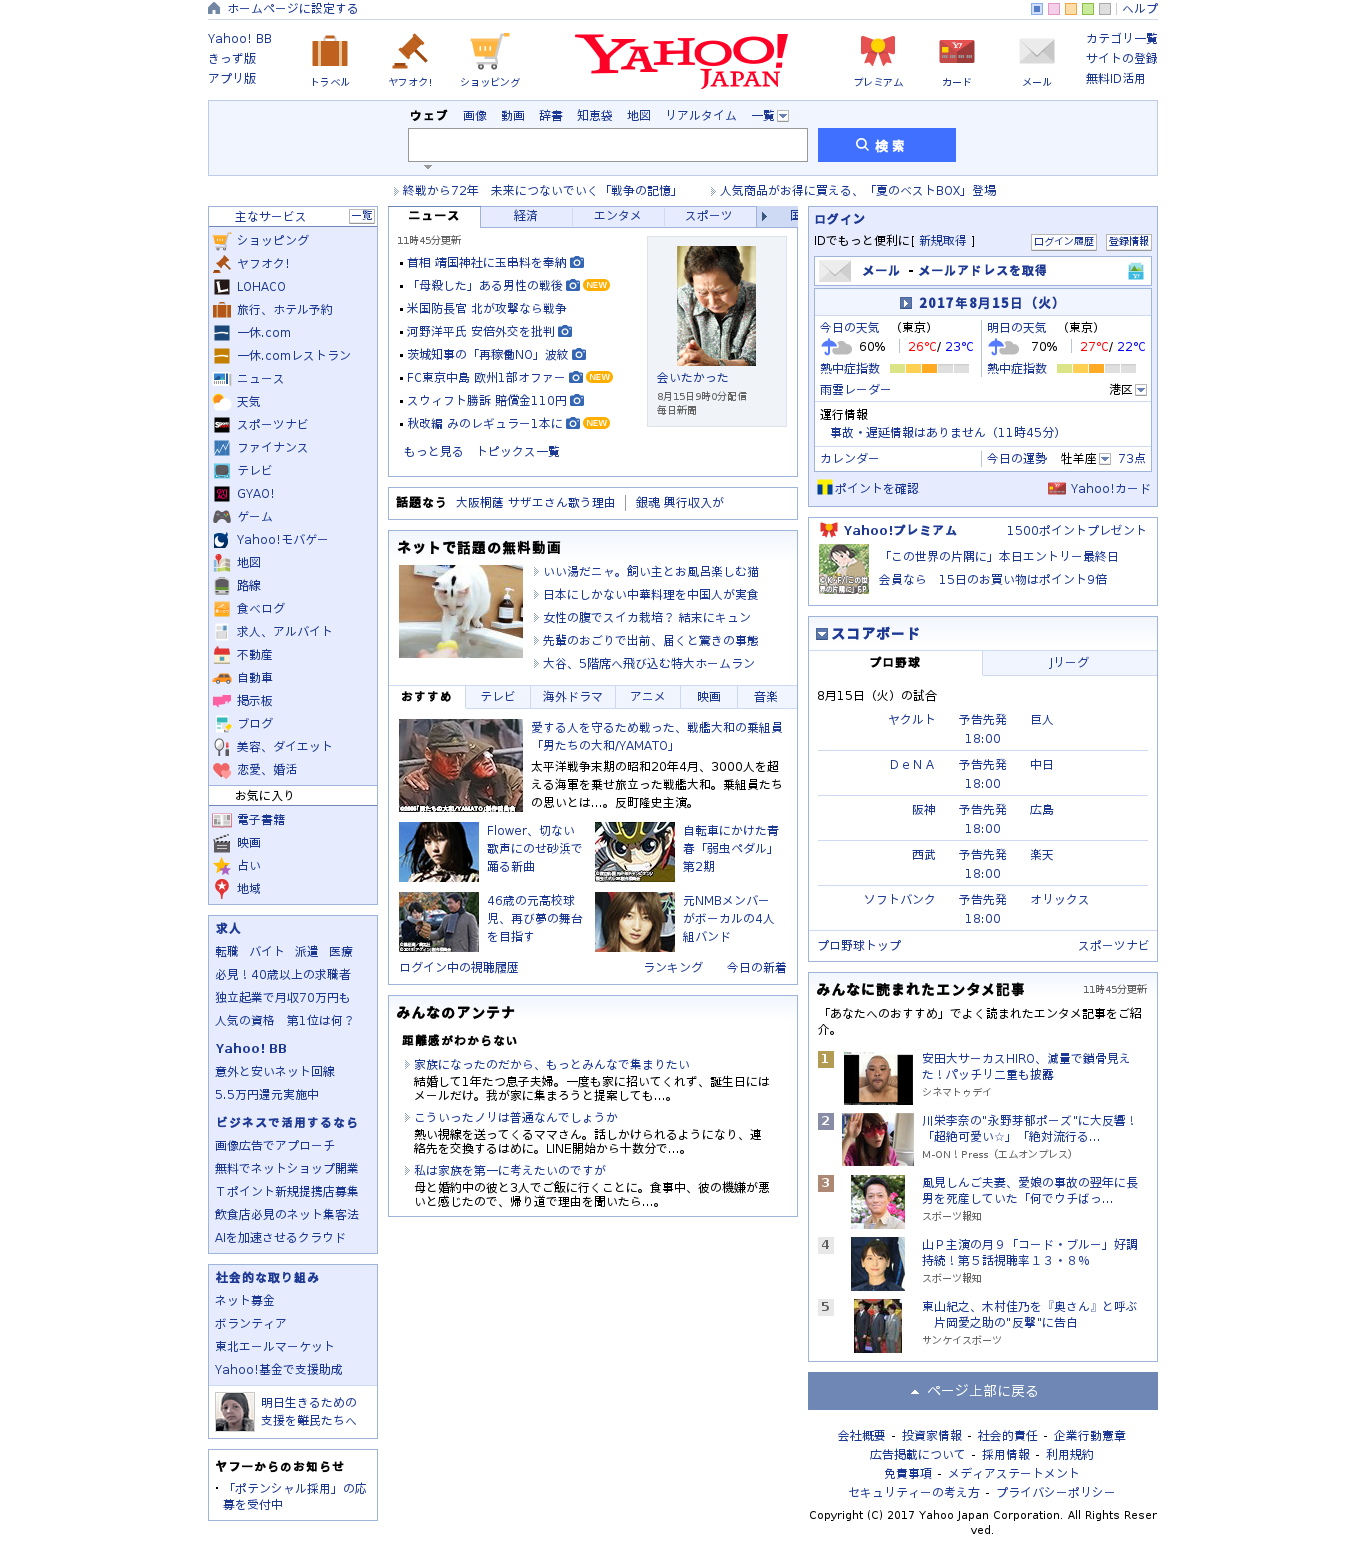 ホームページに設定する
ヘルプ
Yahoo! BB
きっず版
アプリ版
トラベル
ヤフオク!
ショッピング
YAHOO! JAPAN
プレミアム
カード
メール
カテゴリ一覧
サイトの登録
無料ID活用
ウェブ 画像 動画 辞書 知恵袋 地図 リアルタイム 一覧
検索
終戦から72年 未来につないでいく「戦争の記憶」
人気商品がお得に買える、「夏のベストBOX」登場
主なサービス 一覧
ショッピング
ヤフオク!
LOHACO
旅行、ホテル予約
一休.com
一休.comレストラン
ニュース
天気
スポーツナビ
ファイナンス
テレビ
GYAO!
ゲーム
Yahoo!モバゲー
地図
路線
食べログ
求人、アルバイト
不動産
自動車
掲示板
ブログ
美容、ダイエット
恋愛、婚活
お気に入り
電子書籍
映画
占い
地域
求人
転職 バイト 派遣 医療
必見！40歳以上の求職者
独立起業で月収70万円も
人気の資格 第1位は何？
Yahoo! BB
意外と安いネット回線
5.5万円還元実施中
ビジネスで活用するなら
画像広告でアプローチ
無料でネットショップ開業
Ｔポイント新規提携店募集
飲食店必見のネット集客法
AIを加速させるクラウド
社会的な取り組み
ネット募金
ボランティア
東北エールマーケット
Yahoo!基金で支援助成
明日生きるための
支援を難民たちへ
ヤフーからのお知らせ
「ポテンシャル採用」の応
募を受付中
ニュース 経済 エンタメ スポーツ
11時45分更新
首相 靖国神社に玉串料を奉納
「母殺した」ある男性の戦後 NEW
米国防長官 北が攻撃なら戦争
河野洋平氏 安倍外交を批判
茨城知事の「再稼働NO」波紋
FC東京中島 欧州1部オファー NEW
スウィフト勝訴 賠償金110円
秋改編 みのレギュラー1本に NEW
もっと見る トピックス一覧
会いたかった
8月15日9時0分配信
毎日新聞
話題なう 大阪桐蔭 サザエさん歌う理由 銀魂 興行収入が
ネットで話題の無料動画
いい湯だニャ。飼い主とお風呂楽しむ猫
日本にしかない中華料理を中国人が実食
女性の腹でスイカ栽培？ 結末にキュン
先輩のおごりで出前、届くと驚きの事態
大谷、5階席へ飛び込む特大ホームラン
おすすめ テレビ 海外ドラマ アニメ 映画 音楽
愛する人を守るため戦った、戦艦大和の乗組員
「男たちの大和/YAMATO」
太平洋戦争末期の昭和20年4月、3000人を超
える海軍を乗せ旅立った戦艦大和。乗組員たち
の思いとは…。反町隆史主演。
Flower、切ない
歌声にのせ砂浜で
踊る新曲
自転車にかけた青
春「弱虫ペダル」
第2期
46歳の元高校球
児、再び夢の舞台
を目指す
元NMBメンバー
がボーカルの4人
組バンド
ログイン中の視聴履歴 ランキング 今日の新着
みんなのアンテナ
距離感がわからない
家族になったのだから、もっとみんなで集まりたい
結婚して1年たつ息子夫婦。一度も家に招いてくれず、誕生日には
メールだけ。我が家に集まろうと提案しても…。
こういったノリは普通なんでしょうか
熱い視線を送ってくるママさん。話しかけられるようになり、連
絡先を交換するはめに。LINE開始から十数分で…。
私は家族を第一に考えたいのですが
母と婚約中の彼と3人でご飯に行くことに。食事中、彼の機嫌が悪
いと感じたので、帰り道で理由を聞いたら…。
ログイン
IDでもっと便利に[ 新規取得 ] ログイン履歴 登録情報
メール - メールアドレスを取得
2017年8月15日（火）
今日の天気 （東京） 明日の天気 （東京）
60% 26℃/ 23℃ 70% 27℃/ 22℃
熱中症指数 熱中症指数
雨雲レーダー 港区
運行情報
事故・遅延情報はありません（11時45分）
カレンダー 今日の運勢 牡羊座 73点
ポイントを確認 Yahoo!カード
Yahoo!プレミアム 1500ポイントプレゼント
「この世界の片隅に」本日エントリー最終日
会員なら 15日のお買い物はポイント9倍
スコアボード
プロ野球 Jリーグ
8月15日（火）の試合
ヤクルト 予告先発 巨人
18:00
ＤｅＮＡ 予告先発 中日
18:00
阪神 予告先発 広島
18:00
西武 予告先発 楽天
18:00
ソフトバンク 予告先発 オリックス
18:00
プロ野球トップ スポーツナビ
みんなに読まれたエンタメ記事 11時45分更新
「あなたへのおすすめ」でよく読まれたエンタメ記事をご紹
介。
1
安田大サーカスHIRO、減量で鎖骨見え
た！パッチリ二重も披露
シネマトゥデイ
2
川栄李奈の"永野芽郁ポーズ"に大反響！
「超絶可愛い☆」「絶対流行る…
M-ON！Press（エムオンプレス）
3
風見しんご夫妻、愛娘の事故の翌年に長
男を死産していた「何でウチばっ…
スポーツ報知
4
山Ｐ主演の月９「コード・ブルー」好調
持続！第５話視聴率１３・８％
スポーツ報知
5
東山紀之、木村佳乃を『奥さん』と呼ぶ
片岡愛之助の"反撃"に告白
サンケイスポーツ
ページ上部に戻る
会社概要 - 投資家情報 - 社会的責任 - 企業行動憲章
広告掲載について - 採用情報 - 利用規約
免責事項 - メディアステートメント
セキュリティーの考え方 - プライバシーポリシー
Copyright (C) 2017 Yahoo Japan Corporation. All Rights Reser
ved.